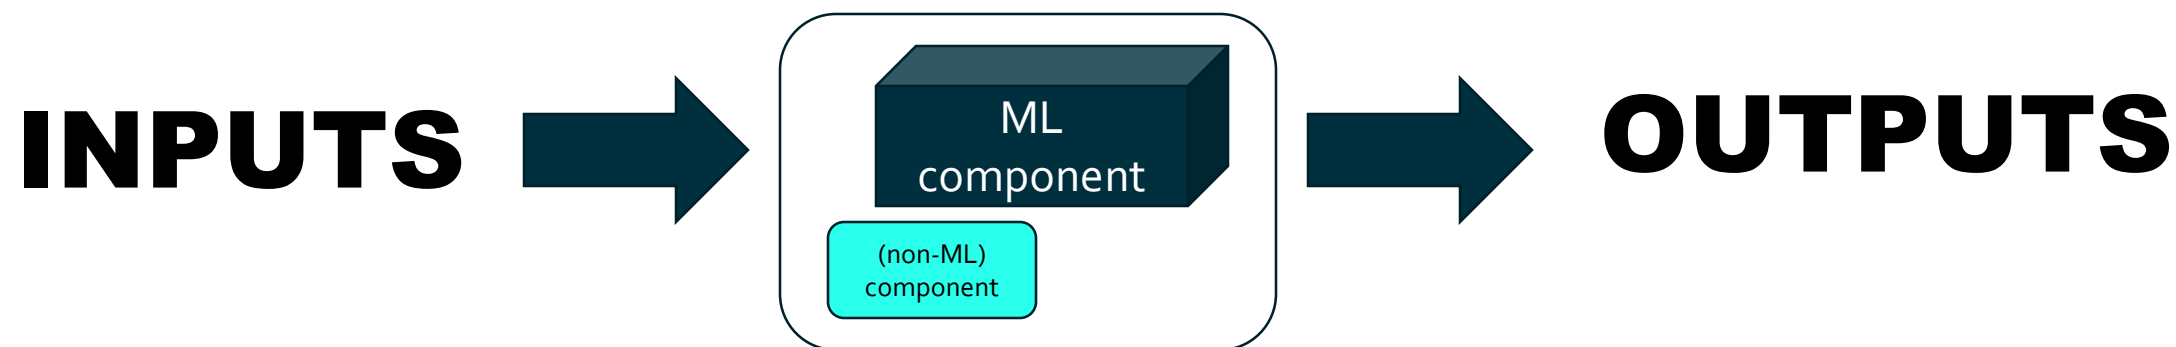 INPUTS
ML
component
(non-ML)
component
OUTPUTS